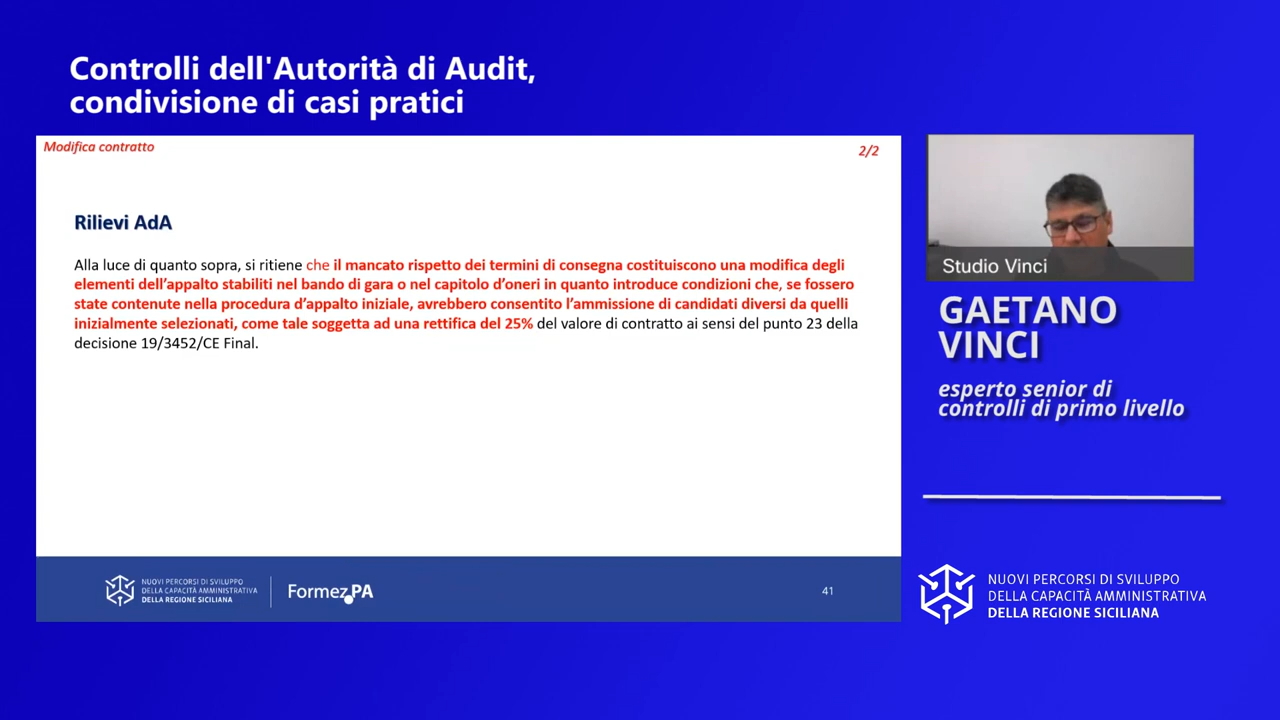 Controlli dell'Autorità di Audit,
condivisione di casi pratici
Modifica contratto
2/2
Rilievi AdA
Alla luce di quanto sopra, si ritiene che il mancato rispetto dei termini di consegna costituiscono una modifica degli
elementi dell'appalto stabiliti nel bando di gara o nel capitolo d'oneri in quanto introduce condizioni che, se fossero
state contenute nella procedura d'appalto iniziale, avrebbero consentito l'ammissione di candidati diversi da quelli
inizialmente selezionati, come tale soggetta ad una rettifica del 25% del valore di contratto ai sensi del punto 23 della
decisione 19/3452/CE Final.
NUOVI PERCORSI DI SVILUPPO
DELLA CAPACITÀ AMMINISTRATIVA
DELLA REGIONE SICILIANA
Formez PA
41
Studio Vinci
GAETANO
VINCI
esperto senior di
controlli di primo livello
NUOVI PERCORSI DI SVILUPPO
DELLA CAPACITÀ AMMINISTRATIVA
DELLA REGIONE SICILIANA